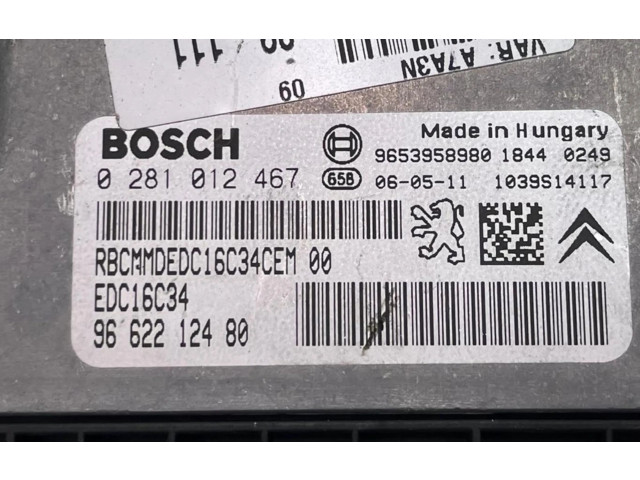 VAR: A7A3N
60
BOSCH
Made in Hungary
9653958980 1844 0249
0 281 012 467
658 06-05-11 1039S14117
RBCMMDEDC16C34CEM 00
EDC16C34
96 622 124 80